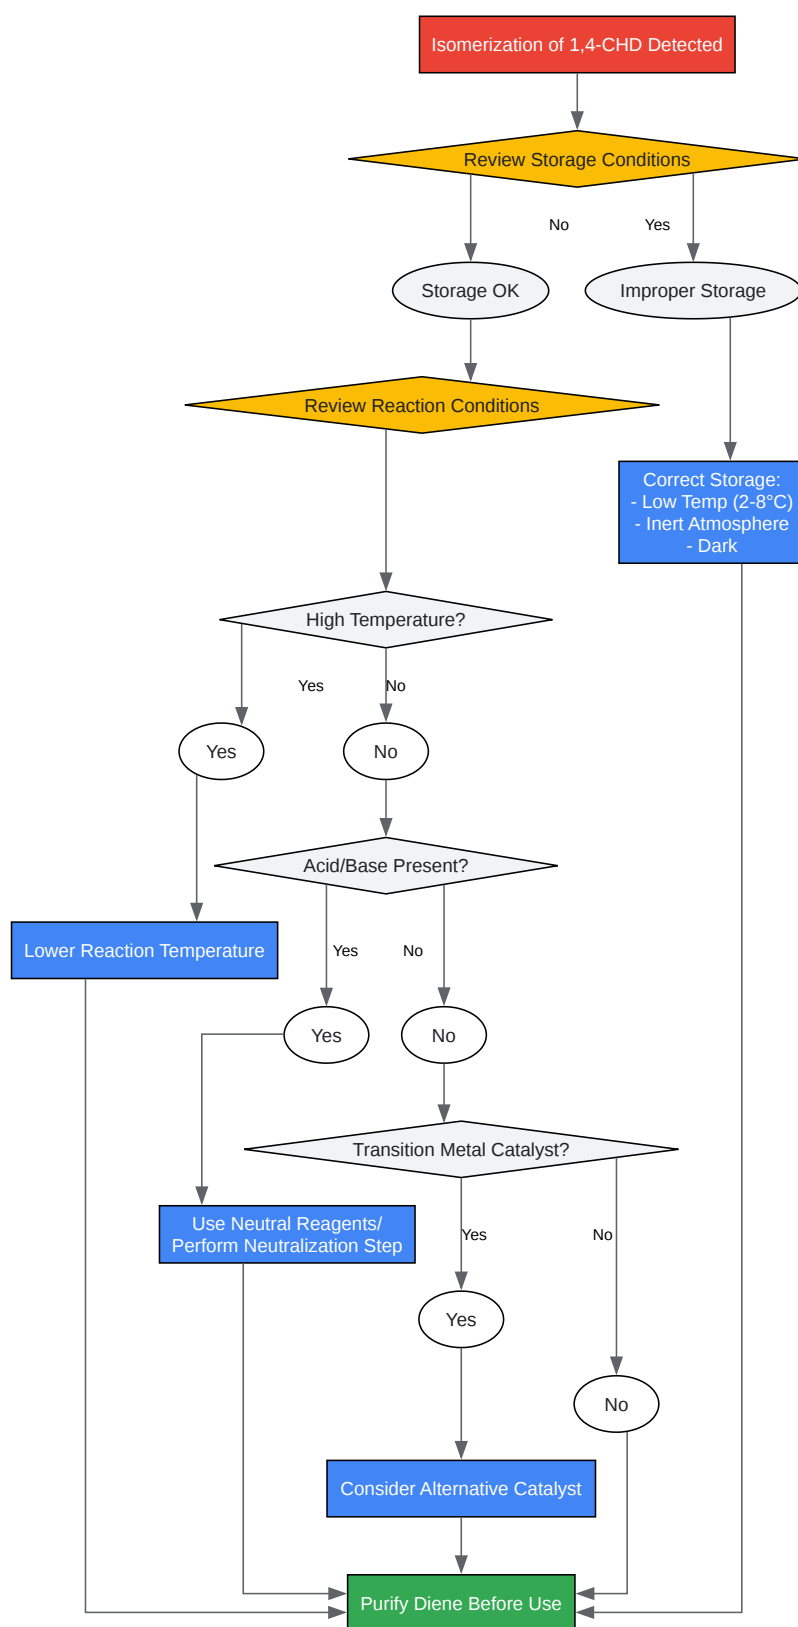 Isomerization of 1,4-CHD Detected
Review Storage Conditions
No
Yes
Storage OK
Improper Storage
Review Reaction Conditions
Correct Storage:
- Low Temp (2-8°C)
- Inert Atmosphere
- Dark
High Temperature?
Yes
No
Yes
No
Acid/Base Present?
Lower Reaction Temperature
Yes
No
Yes
No
Transition Metal Catalyst?
Use Neutral Reagents/
Perform Neutralization Step
Yes
No
Yes
No
Consider Alternative Catalyst
Purify Diene Before Use